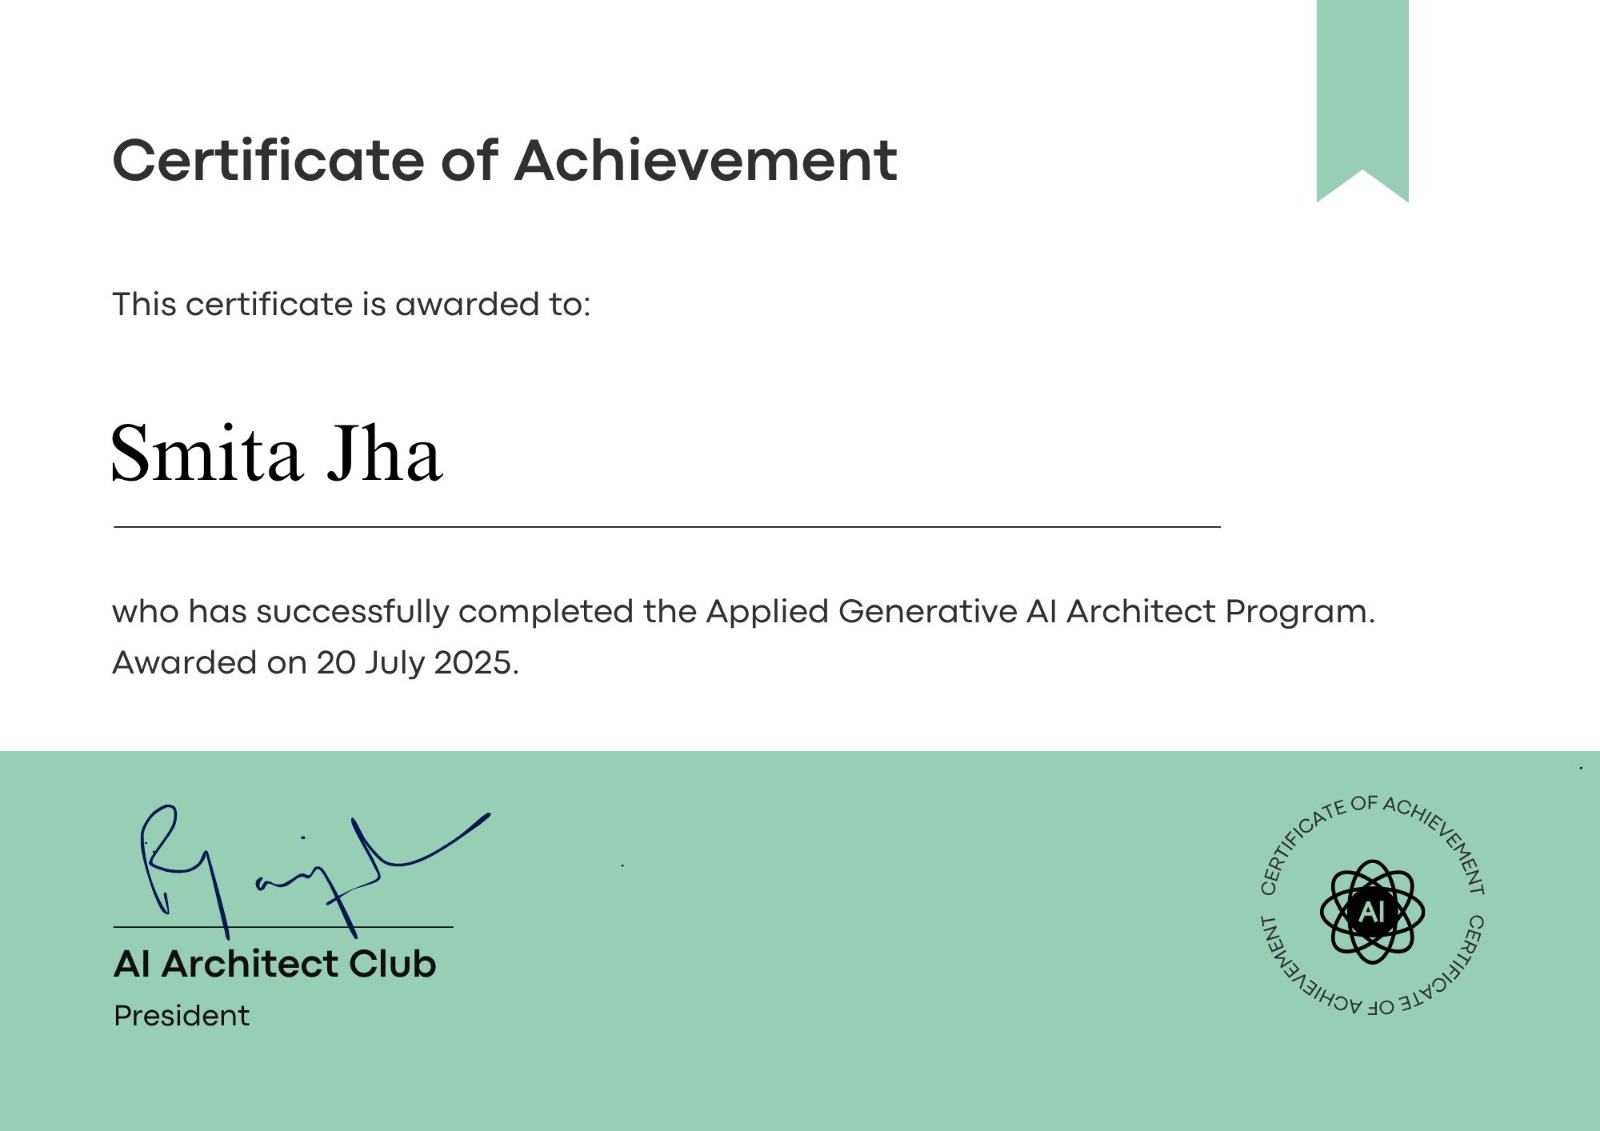 Certificate of Achievement
This certificate is awarded to:
Smita Jha
who has successfully completed the Applied Generative AI Architect Program.
Awarded on 20 July 2025.
AI Architect Club
President
CERTIFICATE OF ACHIEVEMENT
AI
CERTIFICATE OF ACHIEVEMENT